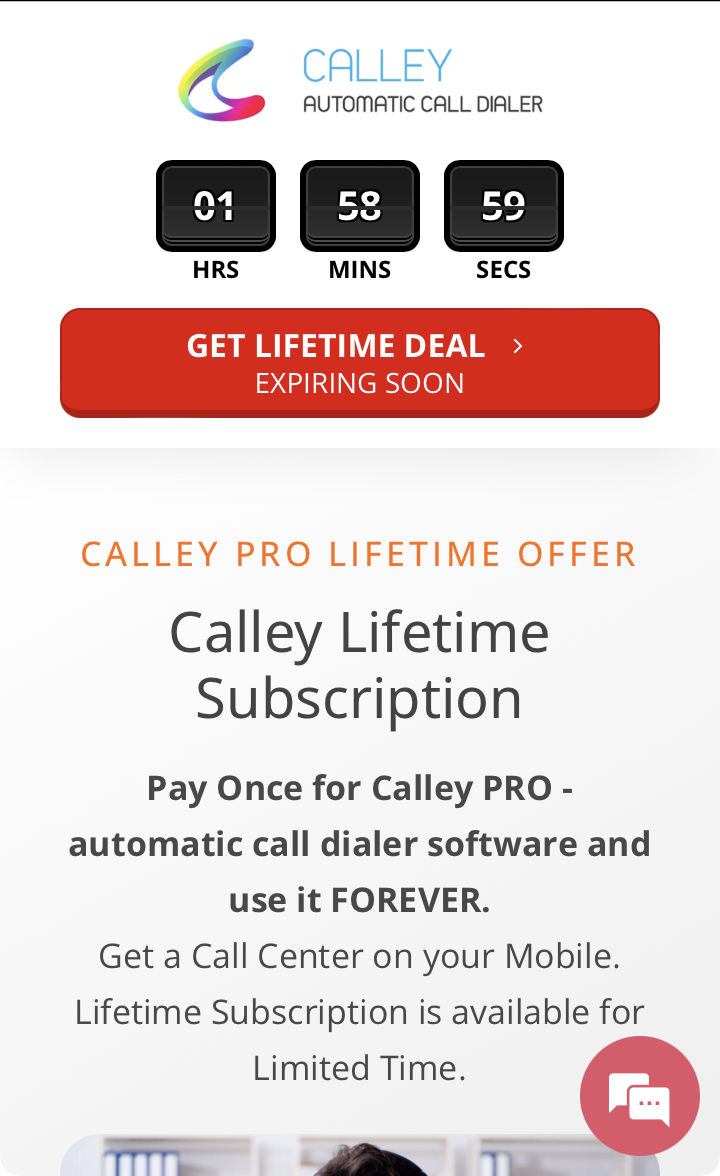 CALLEY
AUTOMATIC CALL DIALER
01 58 59
HRS MINS SECS
GET LIFETIME DEAL
EXPIRING SOON
CALLEY PRO LIFETIME OFFER
Calley Lifetime
Subscription
Pay Once for Calley PRO -
automatic call dialer software and
use it FOREVER.
Get a Call Center on your Mobile.
Lifetime Subscription is available for
Limited Time.